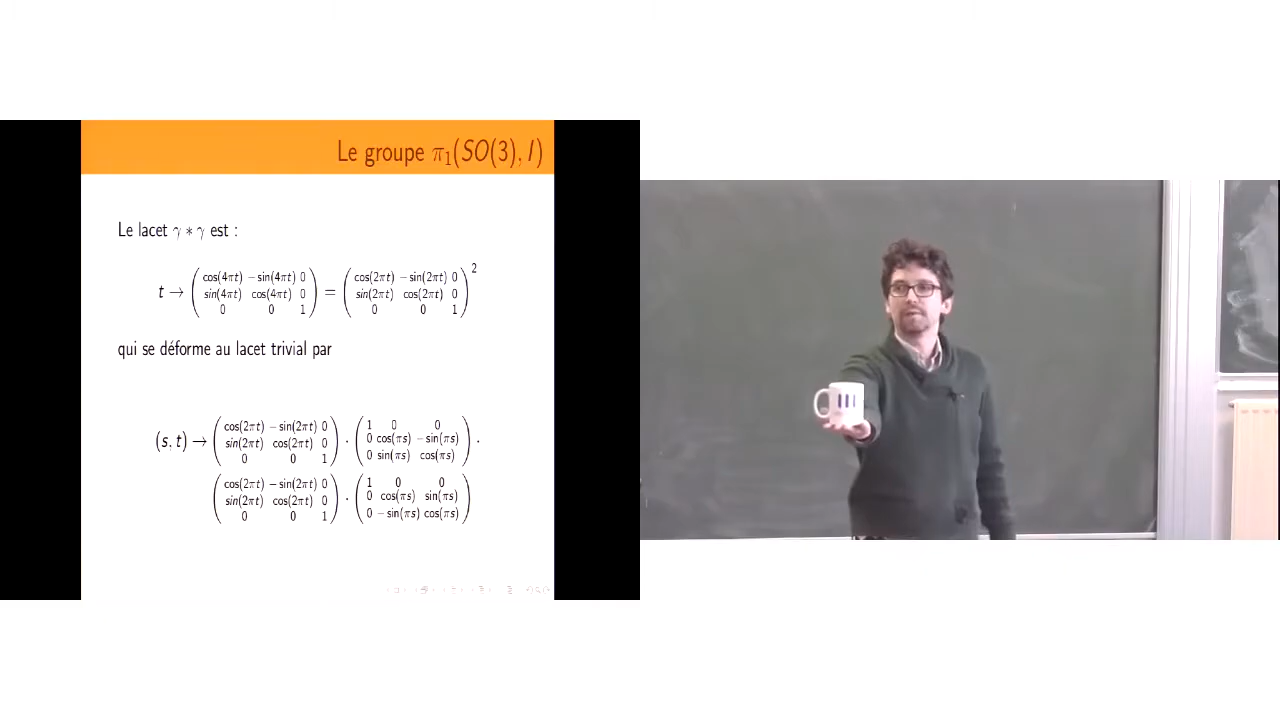 Le groupe π₁(SO(3), I)
Le lacet γ ∗ γ est :
t → ( cos(4πt) − sin(4πt) 0 ) = ( cos(2πt) − sin(2πt) 0 )²
( sin(4πt) cos(4πt) 0 ) ( sin(2πt) cos(2πt) 0 )
( 0 0 1 ) ( 0 0 1 )
qui se déforme au lacet trivial par
(s, t) → ( cos(2πt) − sin(2πt) 0 ) · ( 1 0 0 ) ·
( sin(2πt) cos(2πt) 0 ) ( 0 cos(πs) − sin(πs) )
( 0 0 1 ) ( 0 sin(πs) cos(πs) )
( cos(2πt) − sin(2πt) 0 ) · ( 1 0 0 )
( sin(2πt) cos(2πt) 0 ) ( 0 cos(πs) sin(πs) )
( 0 0 1 ) ( 0 − sin(πs) cos(πs) )